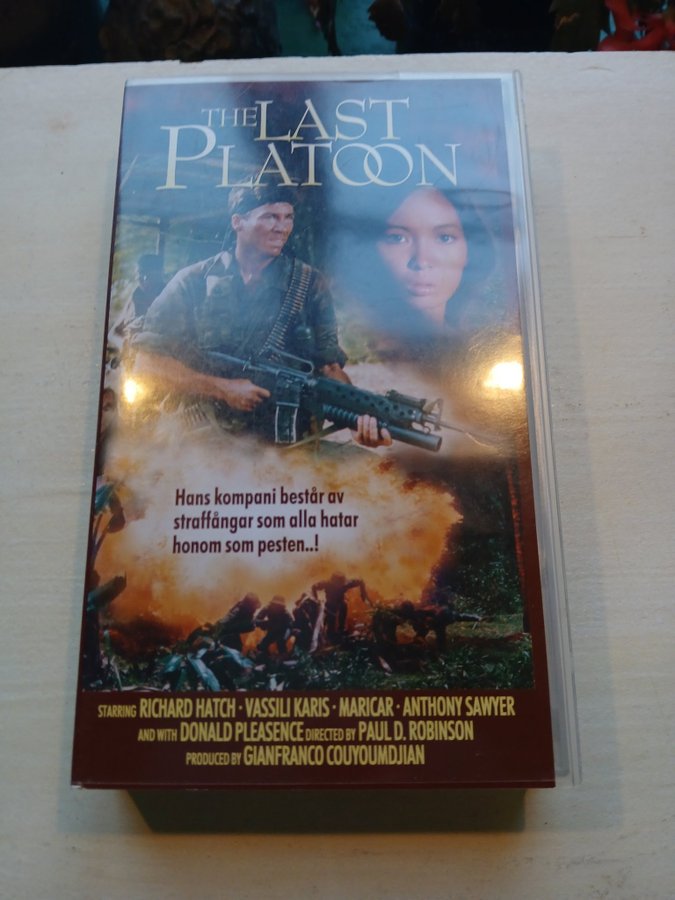 THE LAST
PLATOON
Hans kompani består av
straffångar som alla hatar
honom som pesten..!
STARRING RICHARD HATCH · VASSILI KARIS · MARICAR · ANTHONY SAWYER
AND WITH DONALD PLEASENCE DIRECTED BY PAUL D. ROBINSON
PRODUCED BY GIANFRANCO COUYOUMDJIAN